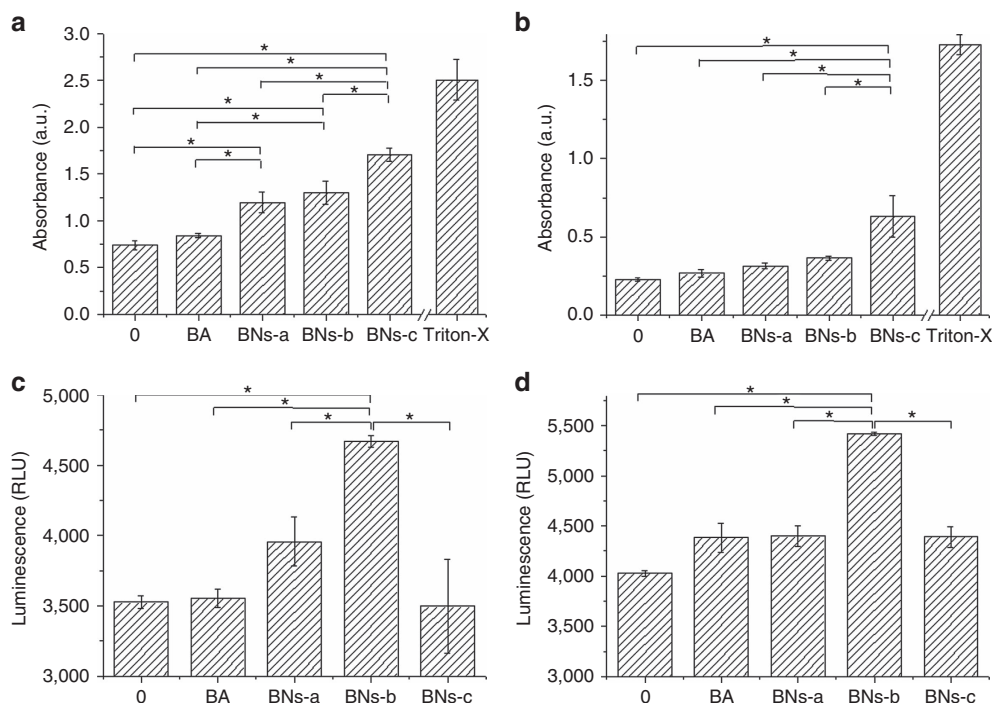 a
3.0
2.5
2.0
1.5
1.0
0.5
0.0
Absorbance (a.u.)
* * * * * * * * *
0 BA BNs-a BNs-b BNs-c Triton-X
b
1.5
1.0
0.5
0.0
Absorbance (a.u.)
* * * *
0 BA BNs-a BNs-b BNs-c Triton-X
c
5,000
4,500
4,000
3,500
3,000
Luminescence (RLU)
* * * *
0 BA BNs-a BNs-b BNs-c
d
5,500
5,000
4,500
4,000
3,500
3,000
Luminescence (RLU)
* * * *
0 BA BNs-a BNs-b BNs-c